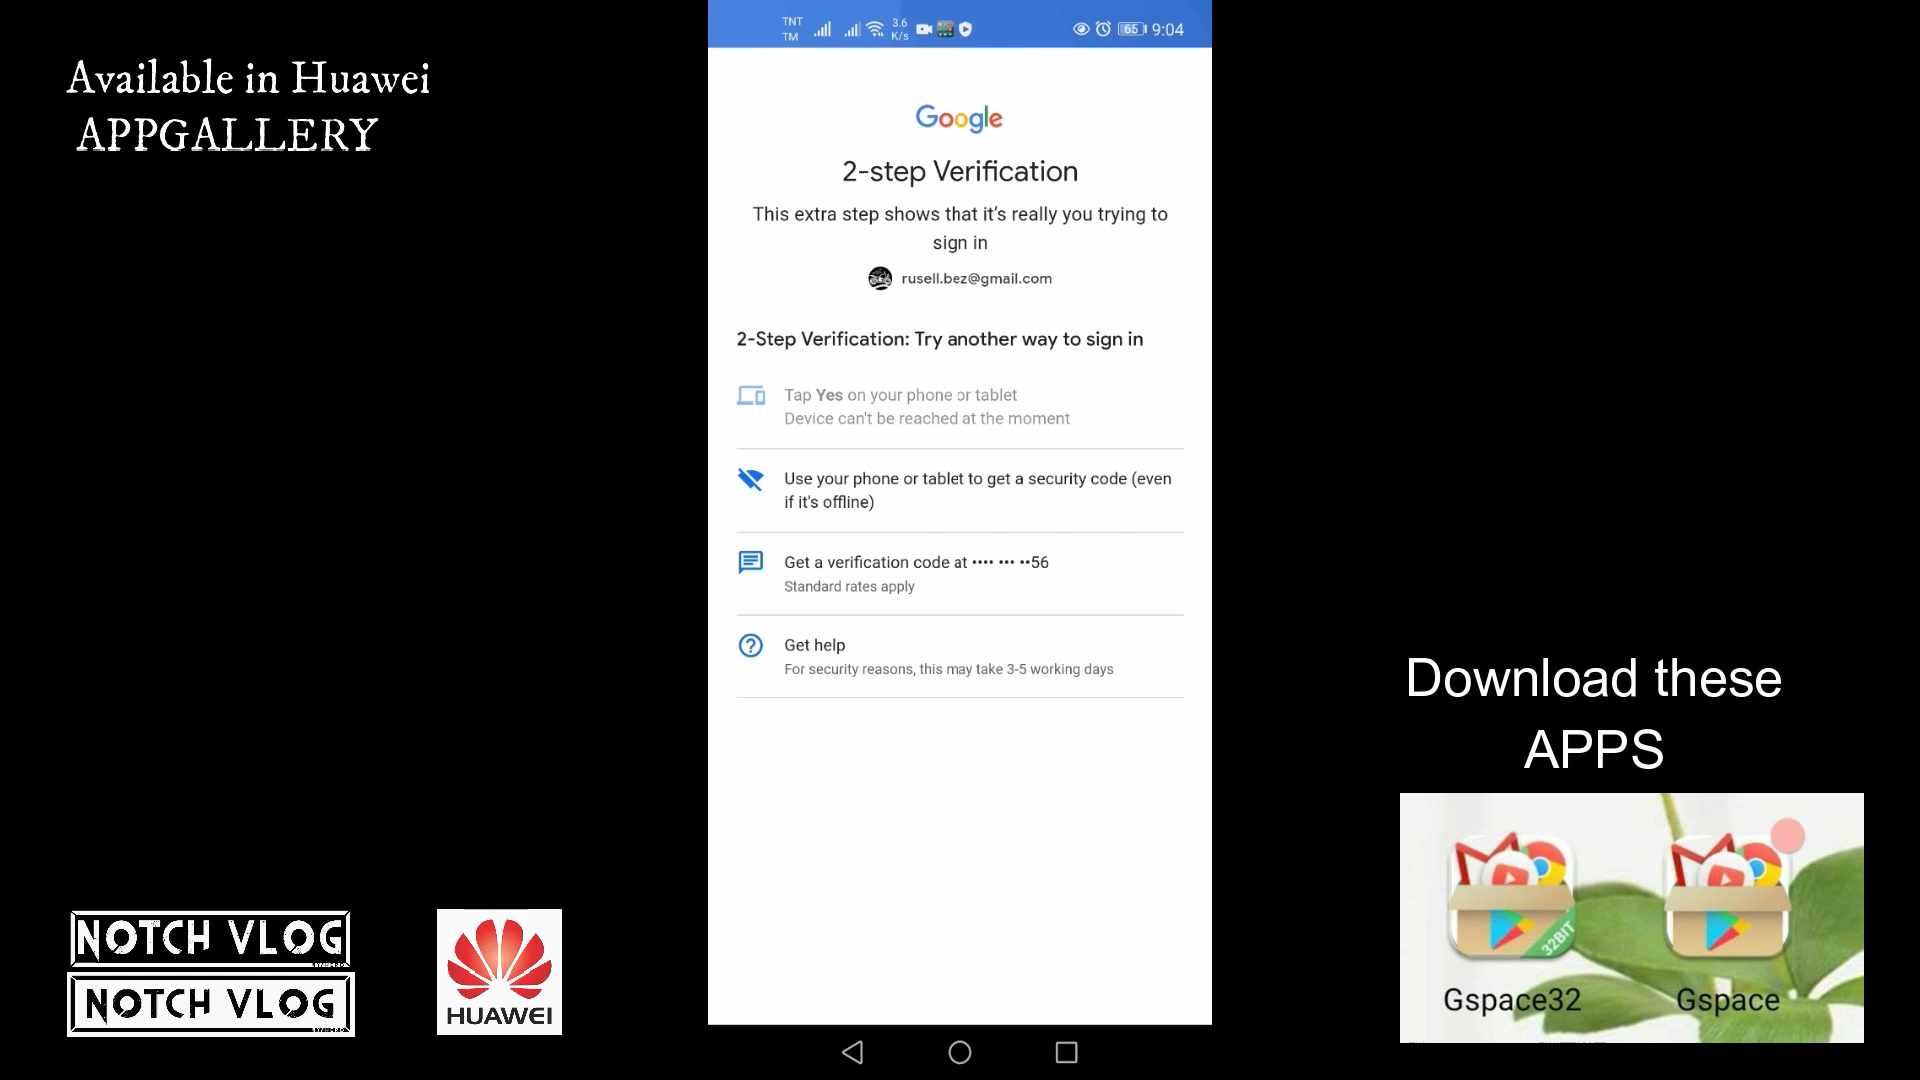 Available in Huawei
APPGALLERY
TNT
TM
3.6
K/s
65
9:04
Google
2-step Verification
This extra step shows that it’s really you trying to
sign in
rusell.bez@gmail.com
2-Step Verification: Try another way to sign in
Tap Yes on your phone or tablet
Device can't be reached at the moment
Use your phone or tablet to get a security code (even
if it's offline)
Get a verification code at •••• ••• ••56
Standard rates apply
Get help
For security reasons, this may take 3-5 working days
Download these
APPS
32BIT
Gspace32
Gspace
NOTCH VLOG
NOTCH VLOG
HUAWEI